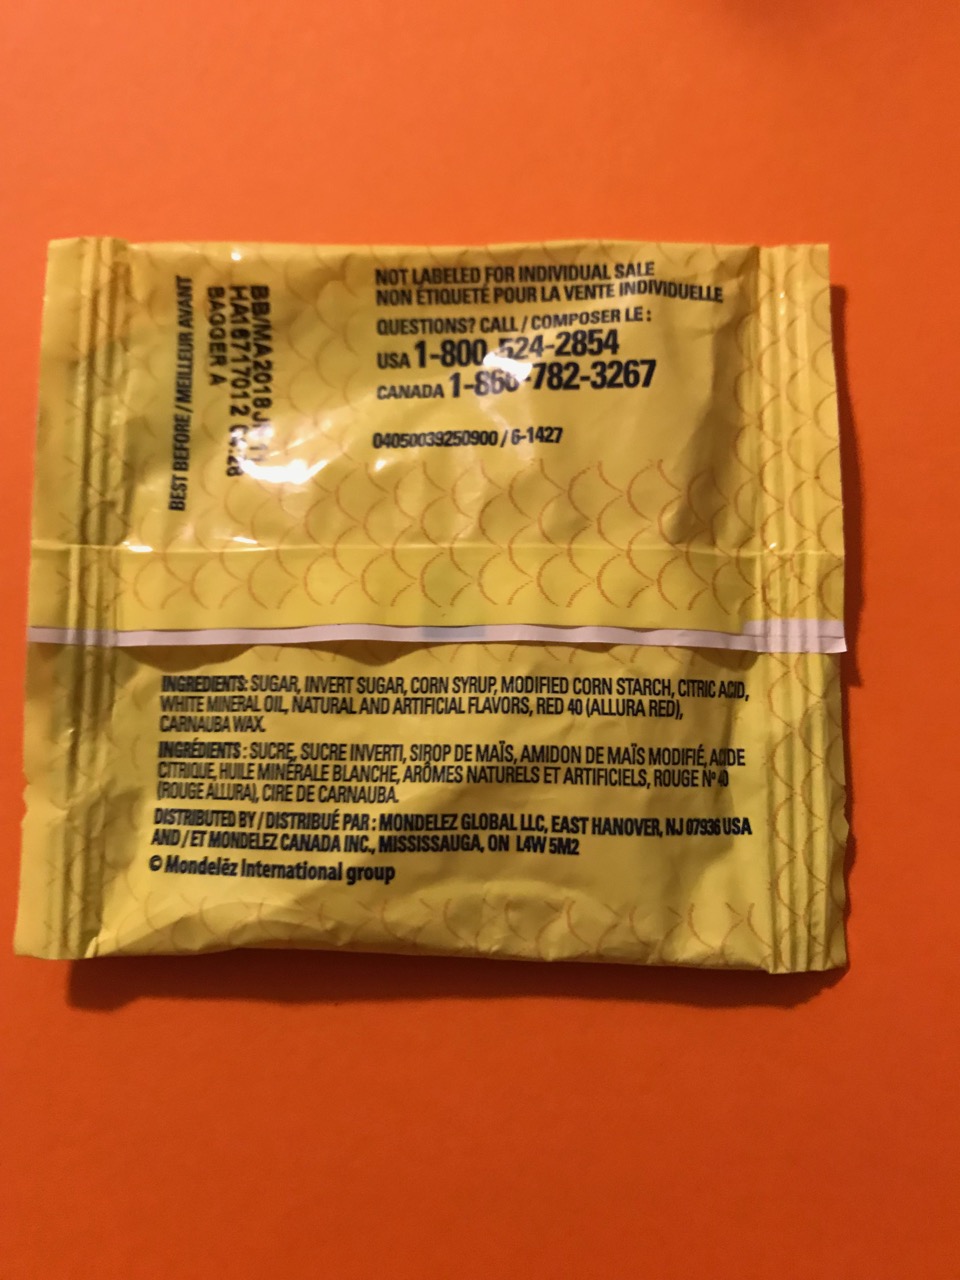 NOT LABELED FOR INDIVIDUAL SALE
NON ÉTIQUETÉ POUR LA VENTE INDIVIDUELLE
QUESTIONS? CALL / COMPOSER LE :
USA 1-800-524-2854
CANADA 782-3267
04050039250900 / 6-1427
BEST BEFORE / MEILLEUR AVANT
BB/MA2018
HA16717012
BAGGER A
INGREDIENTS: SUGAR, INVERT SUGAR, CORN SYRUP, MODIFIED CORN STARCH, CITRIC ACID,
WHITE MINERAL OIL, NATURAL AND ARTIFICIAL FLAVORS, RED 40 (ALLURA RED),
CARNAUBA WAX.
INGRÉDIENTS : SUCRE, SUCRE INVERTI, SIROP DE MAÏS, AMIDON DE MAÏS MODIFIÉ, ACIDE
CITRIQUE, HUILE MINÉRALE BLANCHE, ARÔMES NATURELS ET ARTIFICIELS, ROUGE Nº 40
(ROUGE ALLURA), CIRE DE CARNAUBA.
DISTRIBUTED BY / DISTRIBUÉ PAR : MONDELEZ GLOBAL LLC, EAST HANOVER, NJ 07936 USA
AND / ET MONDELEZ CANADA INC., MISSISSAUGA, ON L4W 5M2
© Mondelēz International group